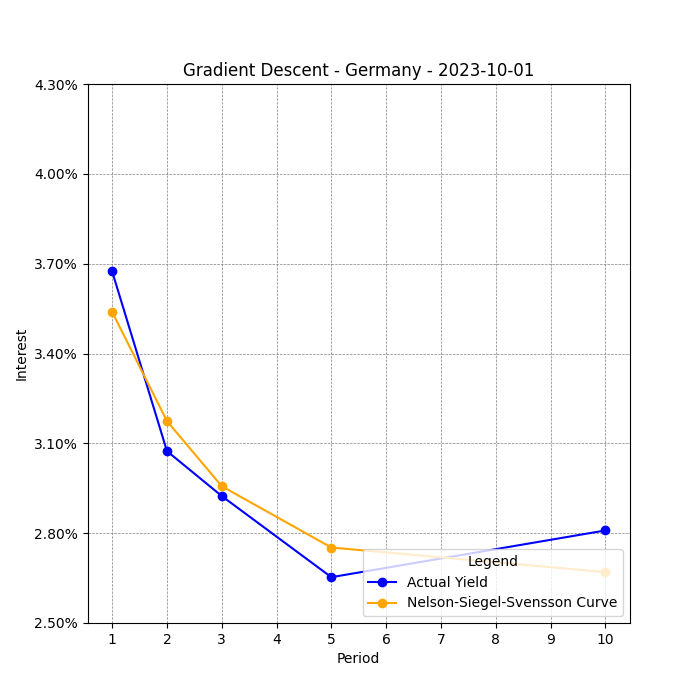 Gradient Descent - Germany - 2023-10-01
4.30%
4.00%
3.70%
3.40%
3.10%
2.80%
2.50%
Interest
1 2 3 4 5 6 7 8 9 10
Period
Legend
Actual Yield
Nelson-Siegel-Svensson Curve